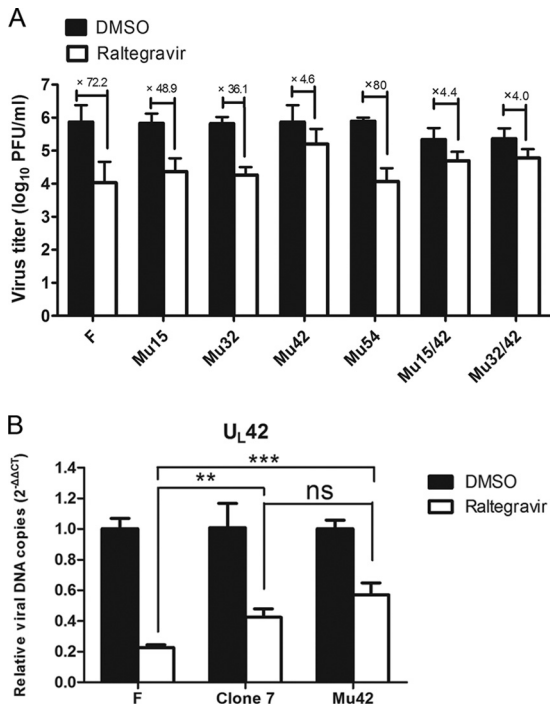 A
DMSO
Raltegravir
Virus titer (log10 PFU/ml)
7
6
5
4
3
2
1
0
× 72.2
× 48.9
× 36.1
× 4.6
×80
×4.4
×4.0
F
Mu15
Mu32
Mu42
Mu54
Mu15/42
Mu32/42
B
UL42
DMSO
Raltegravir
Relative viral DNA copies (2-ΔΔCT)
1.4
1.2
1.0
0.8
0.6
0.4
0.2
0.0
***
**
ns
F
Clone 7
Mu42